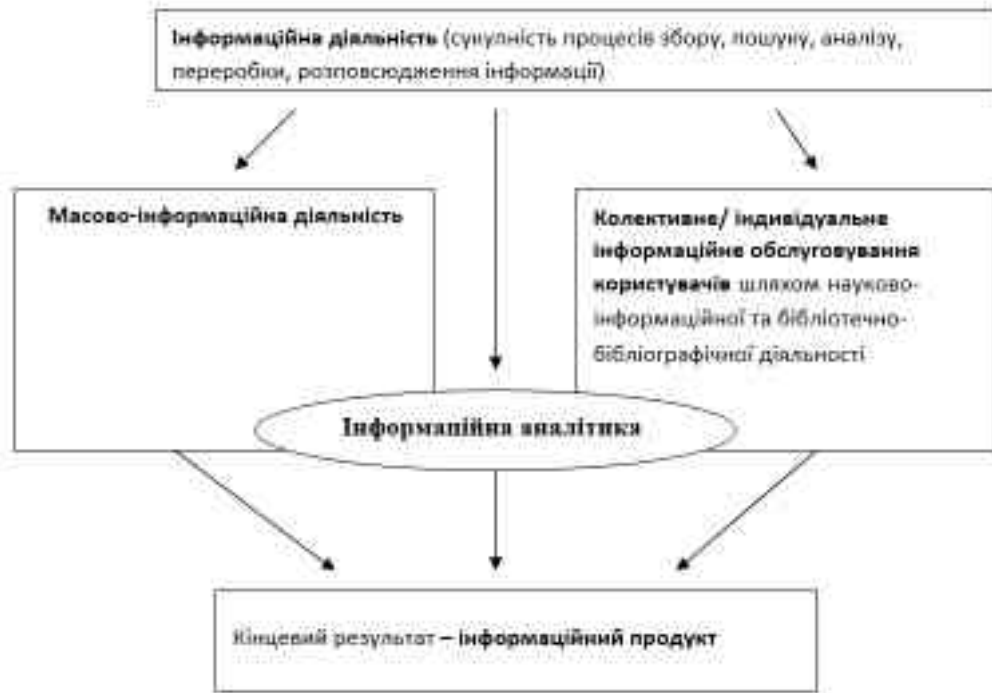 Інформаційна діяльність (сукупність процесів збору, пошуку, аналізу,
переробки, розповсюдження інформації)
Масово-інформаційна діяльність
Колективне/ індивідуальне
інформаційне обслуговування
користувачів шляхом науково-
інформаційної та бібліотечно-
бібліографічної діяльності
Інформаційна аналітика
Кінцевий результат – інформаційний продукт